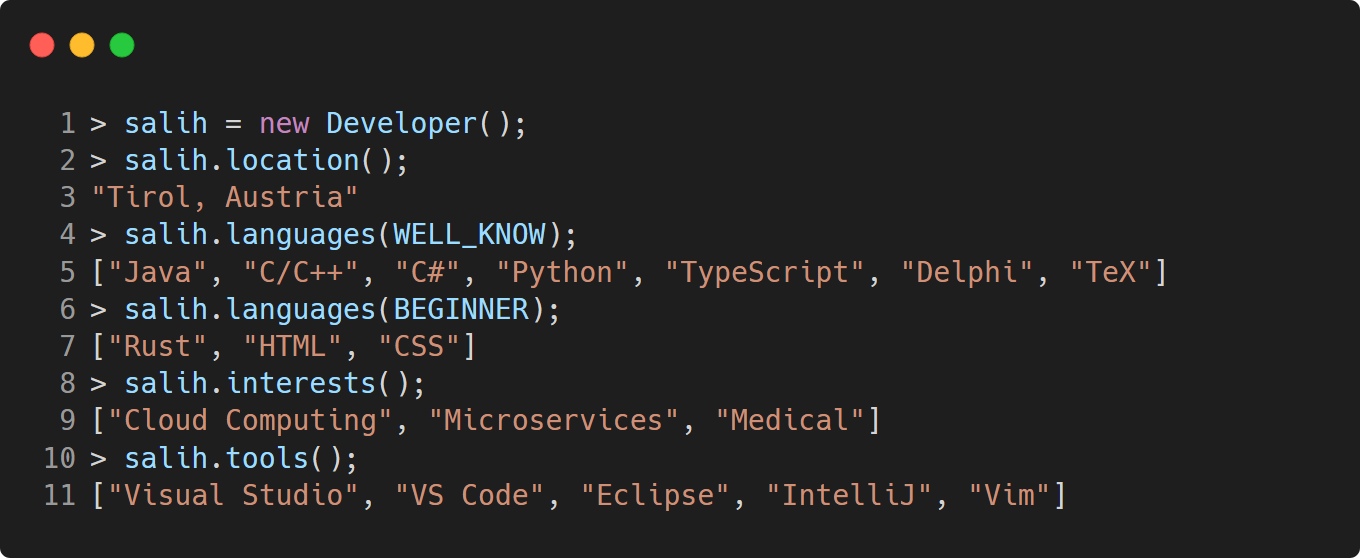 1 > salih = new Developer();
2 > salih.location();
3 "Tirol, Austria"
4 > salih.languages(WELL_KNOW);
5 ["Java", "C/C++", "C#", "Python", "TypeScript", "Delphi", "TeX"]
6 > salih.languages(BEGINNER);
7 ["Rust", "HTML", "CSS"]
8 > salih.interests();
9 ["Cloud Computing", "Microservices", "Medical"]
10 > salih.tools();
11 ["Visual Studio", "VS Code", "Eclipse", "IntelliJ", "Vim"]